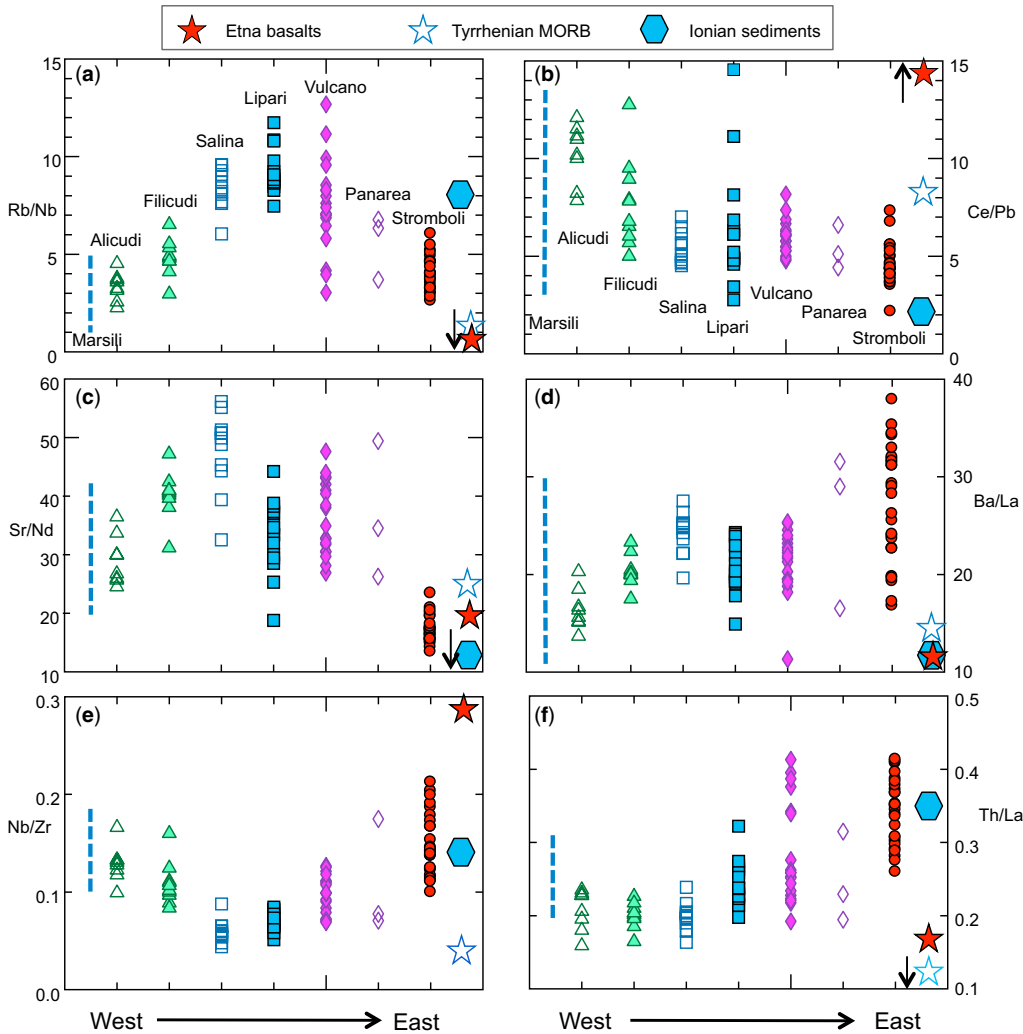 Etna basalts Tyrrhenian MORB Ionian sediments
(a)
Vulcano
Lipari
Salina
Filicudi
Panarea
Stromboli
Alicudi
Marsili
Rb/Nb
15
10
5
0
(b)
Alicudi
Filicudi
Marsili
Salina
Vulcano
Lipari
Panarea
Stromboli
Ce/Pb
15
10
5
0
(c)
Sr/Nd
60
50
40
30
20
10
(d)
Ba/La
40
30
20
10
(e)
Nb/Zr
0.3
0.2
0.1
0.0
West East
(f)
Th/La
0.5
0.4
0.3
0.2
0.1
West East